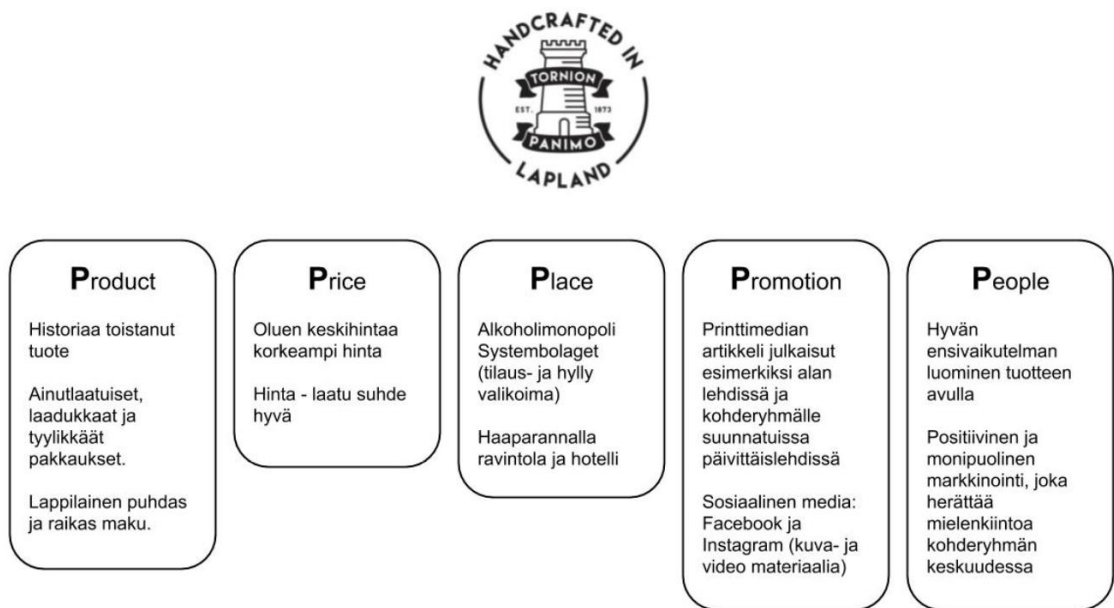 HANDCRAFTED IN
TORNION
EST. 1873
PANIMO
LAPLAND
Product
Historiaa toistanut
tuote
Ainutlaatuiset,
laadukkaat ja
tyylikkäät
pakkaukset.
Lappilainen puhdas
ja raikas maku.
Price
Oluen keskihintaa
korkeampi hinta
Hinta - laatu suhde
hyvä
Place
Alkoholimonopoli
Systembolaget
(tilaus- ja hylly
valikoima)
Haaparannalla
ravintola ja hotelli
Promotion
Printtimedian
artikkeli julkaisut
esimerkiksi alan
lehdissä ja
kohderyhmälle
suunnatuissa
päivittäislehdissä
Sosiaalinen media:
Facebook ja
Instagram (kuva- ja
video materiaalia)
People
Hyvän
ensivaikutelman
luominen tuotteen
avulla
Positiivinen ja
monipuolinen
markkinointi, joka
herättää
mielenkiintoa
kohderyhmän
keskuudessa